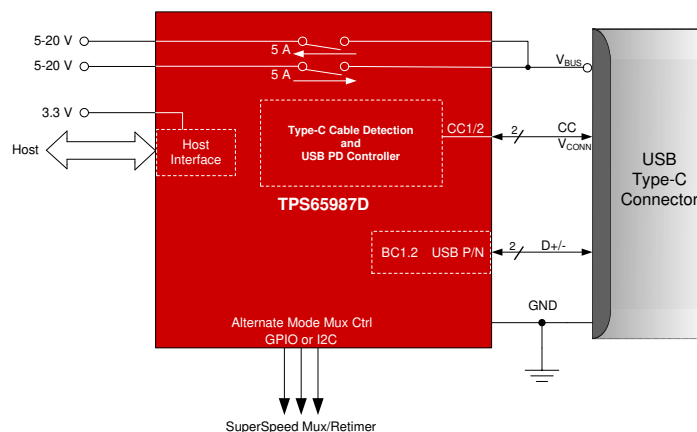 5-20 V
5 A
5-20 V
5 A
VBUS
3.3 V
Host
Host
Interface
Type-C Cable Detection
and
USB PD Controller
CC1/2
2
CC
VCONN
USB
Type-C
Connector
TPS65987D
BC1.2 USB P/N
2
D+/-
GND
Alternate Mode Mux Ctrl
GPIO or I2C
SuperSpeed Mux/Retimer